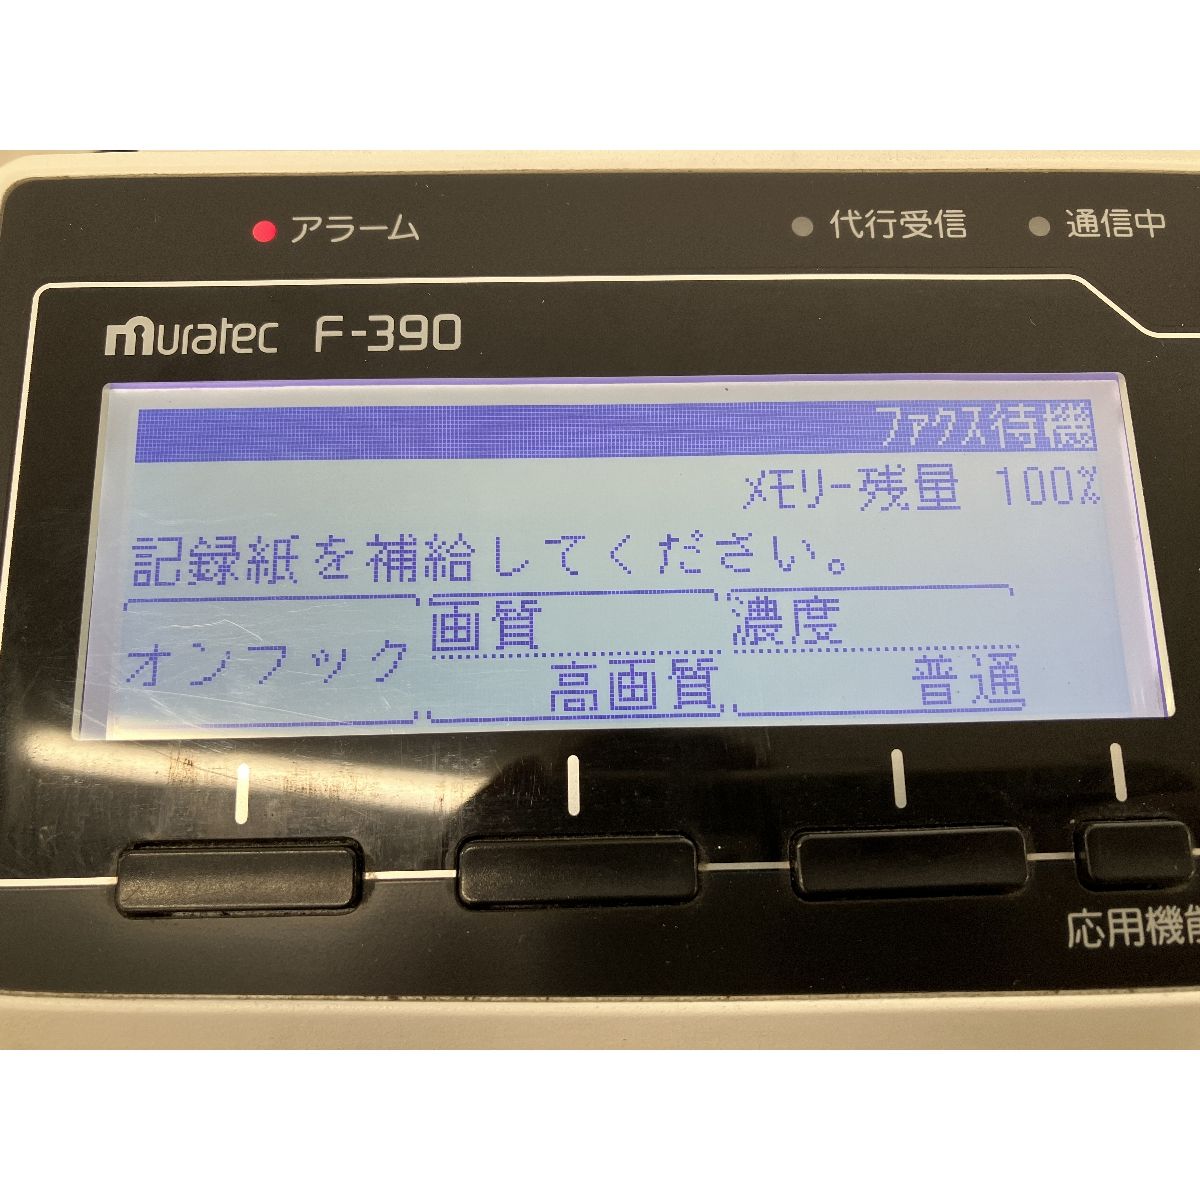 アラーム 代行受信 通信中
muratec F-390
ファクス待機
メモリー残量 100%
記録紙を補給してください。
オンフック 画質 濃度
高画質 普通
応用機能